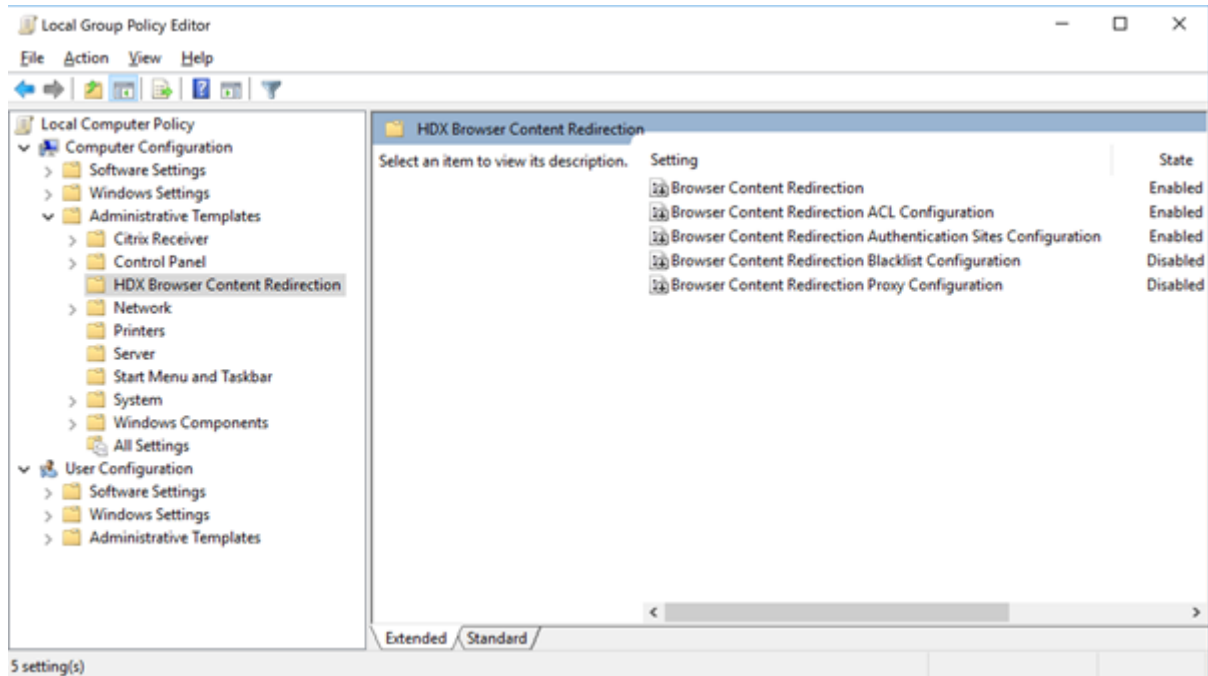 Local Group Policy Editor
File Action View Help
Local Computer Policy
Computer Configuration
Software Settings
Windows Settings
Administrative Templates
Citrix Receiver
Control Panel
HDX Browser Content Redirection
Network
Printers
Server
Start Menu and Taskbar
System
Windows Components
All Settings
User Configuration
Software Settings
Windows Settings
Administrative Templates
HDX Browser Content Redirection
Select an item to view its description.
Setting State
Browser Content Redirection Enabled
Browser Content Redirection ACL Configuration Enabled
Browser Content Redirection Authentication Sites Configuration Enabled
Browser Content Redirection Blacklist Configuration Disabled
Browser Content Redirection Proxy Configuration Disabled
Extended Standard
5 setting(s)